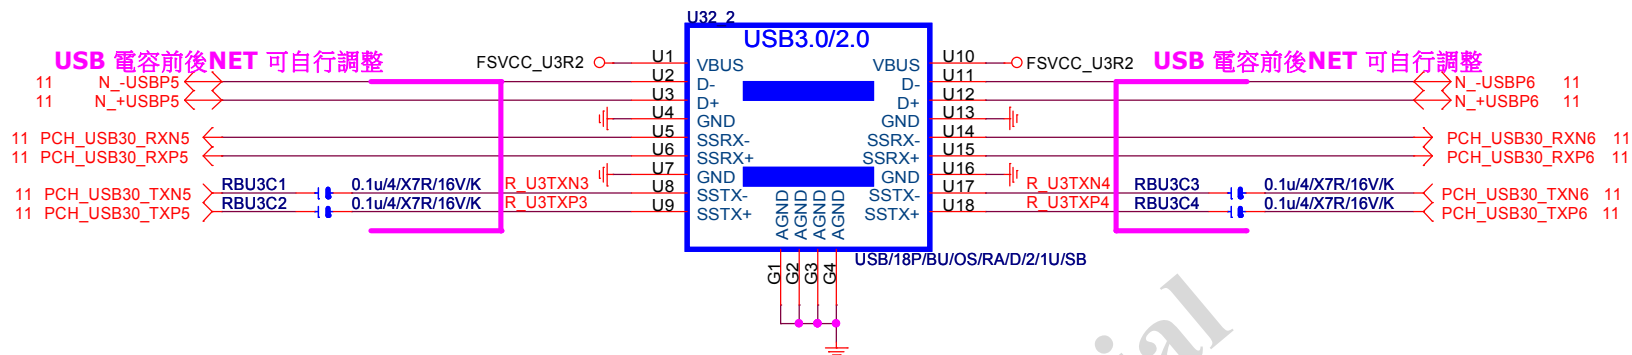 U32_2
USB3.0/2.0
USB 電容前後NET 可自行調整
USB 電容前後NET 可自行調整
FSVCC_U3R2 U1 VBUS VBUS U10 FSVCC_U3R2
11 N_-USBP5 U2 D- D- U11 N_-USBP6 11
11 N_+USBP5 U3 D+ D+ U12 N_+USBP6 11
U4 GND GND U13
11 PCH_USB30_RXN5 U5 SSRX- SSRX- U14 PCH_USB30_RXN6 11
11 PCH_USB30_RXP5 U6 SSRX+ SSRX+ U15 PCH_USB30_RXP6 11
U7 GND GND U16
11 PCH_USB30_TXN5 RBU3C1 0.1u/4/X7R/16V/K R_U3TXN3 U8 SSTX- SSTX- U17 R_U3TXN4 RBU3C3 0.1u/4/X7R/16V/K PCH_USB30_TXN6 11
11 PCH_USB30_TXP5 RBU3C2 0.1u/4/X7R/16V/K R_U3TXP3 U9 SSTX+ SSTX+ U18 R_U3TXP4 RBU3C4 0.1u/4/X7R/16V/K PCH_USB30_TXP6 11
AGND AGND AGND AGND
USB/18P/BU/OS/RA/D/2/1U/SB
G1 G2 G3 G4